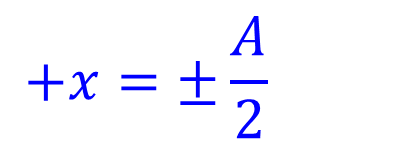 +x = ± A/2